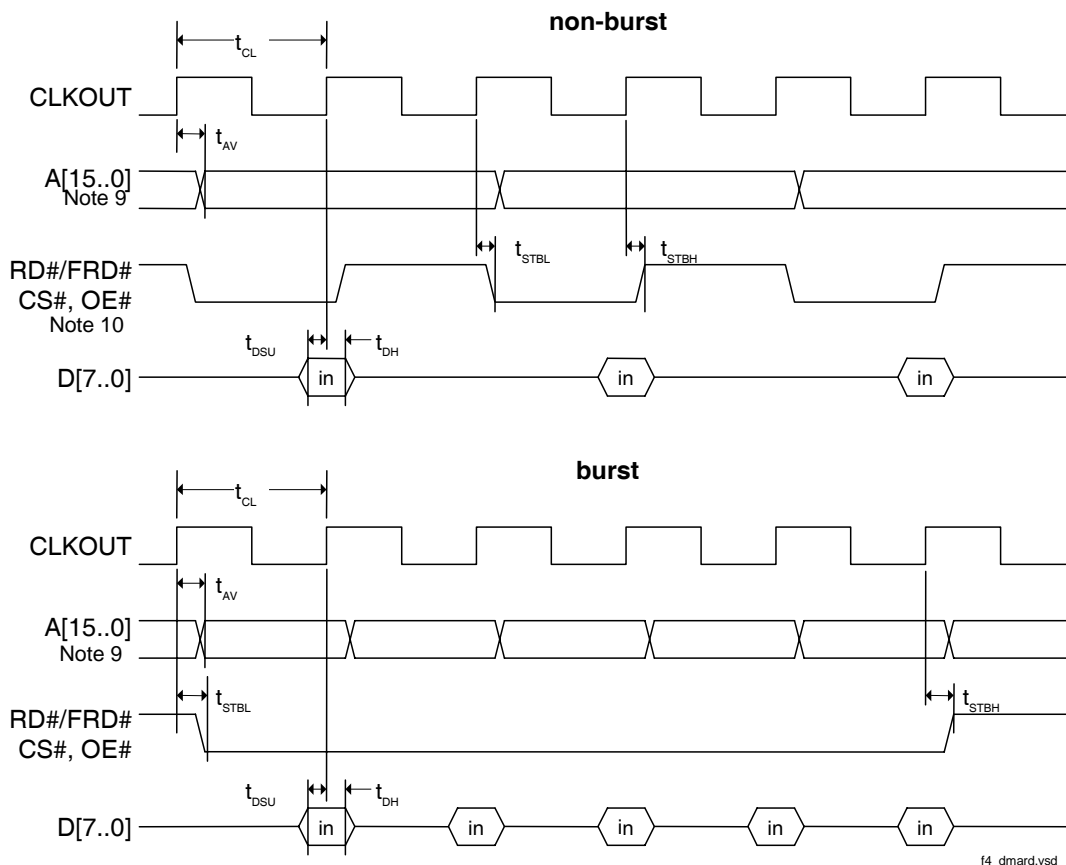 non-burst
tCL
CLKOUT
tAV
A[15..0]
Note 9
tSTBL
tSTBH
RD#/FRD#
CS#, OE#
Note 10
tDSU
tDH
D[7..0]
in
in
in
burst
tCL
CLKOUT
tAV
A[15..0]
Note 9
tSTBL
tSTBH
RD#/FRD#
CS#, OE#
tDSU
tDH
D[7..0]
in
in
in
in
in
f4_dmard.vsd